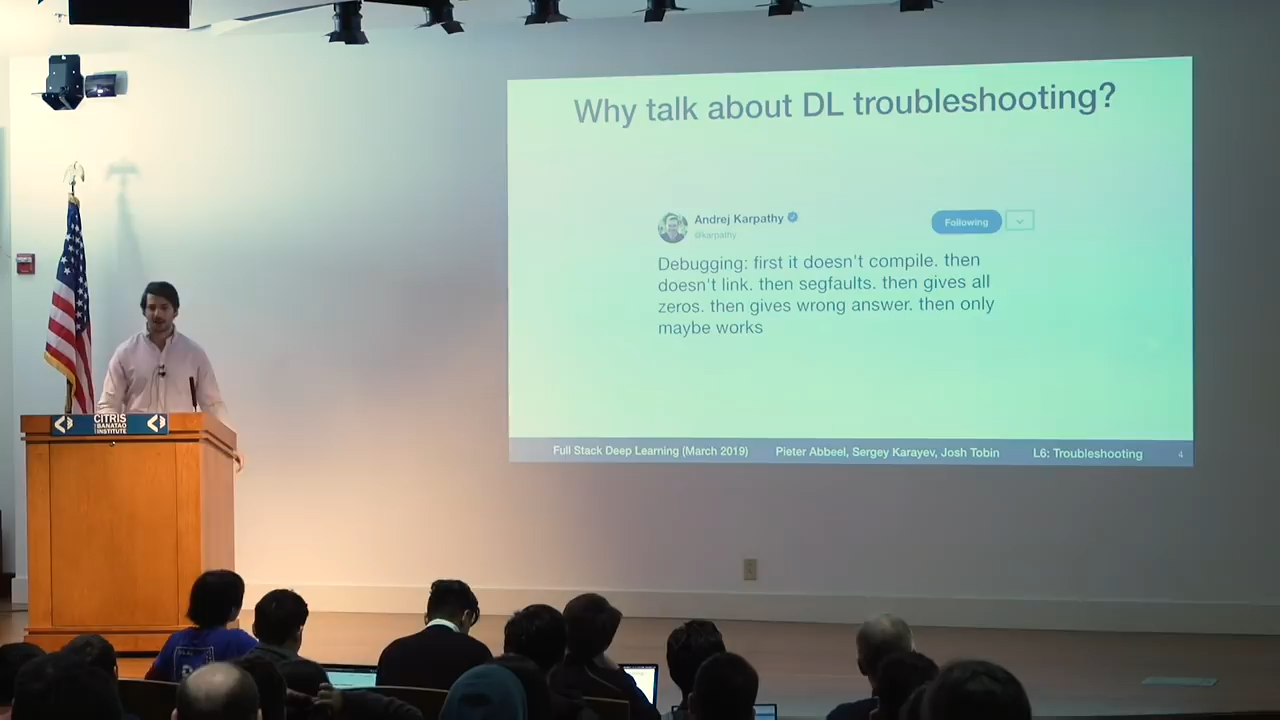 Why talk about DL troubleshooting?
Andrej Karpathy
@karpathy
Following
Debugging: first it doesn't compile. then
doesn't link. then segfaults. then gives all
zeros. then gives wrong answer. then only
maybe works
Full Stack Deep Learning (March 2019) Pieter Abbeel, Sergey Karayev, Josh Tobin L6: Troubleshooting 4
CITRIS
BANATAO
INSTITUTE